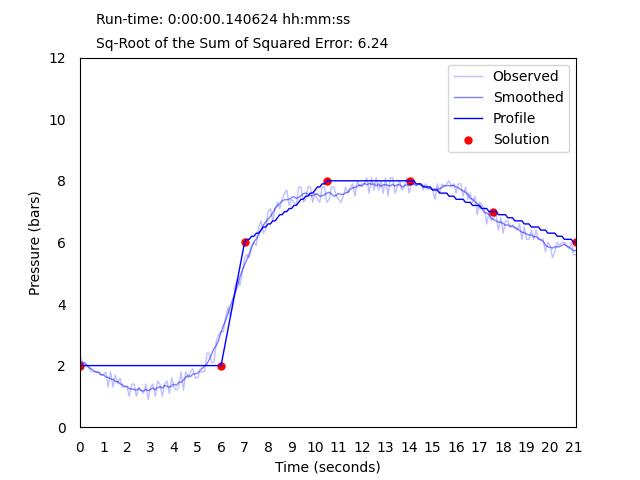 Run-time: 0:00:00.140624 hh:mm:ss
Sq-Root of the Sum of Squared Error: 6.24
12
10
8
6
4
2
0
Pressure (bars)
Observed
Smoothed
Profile
Solution
0 1 2 3 4 5 6 7 8 9 10 11 12 13 14 15 16 17 18 19 20 21
Time (seconds)